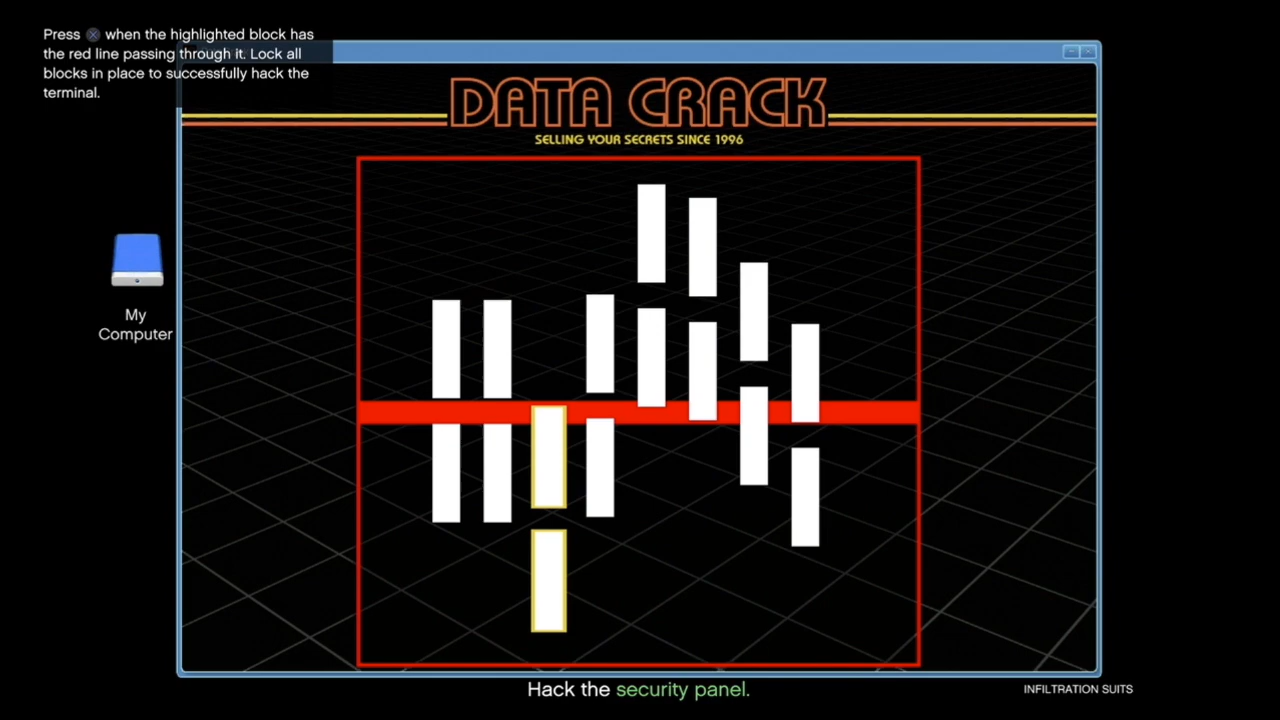 Press ⓧ when the highlighted block has
the red line passing through it. Lock all
blocks in place to successfully hack the
terminal.
DATA CRACK
SELLING YOUR SECRETS SINCE 1996
My
Computer
Hack the security panel.
INFILTRATION SUITS